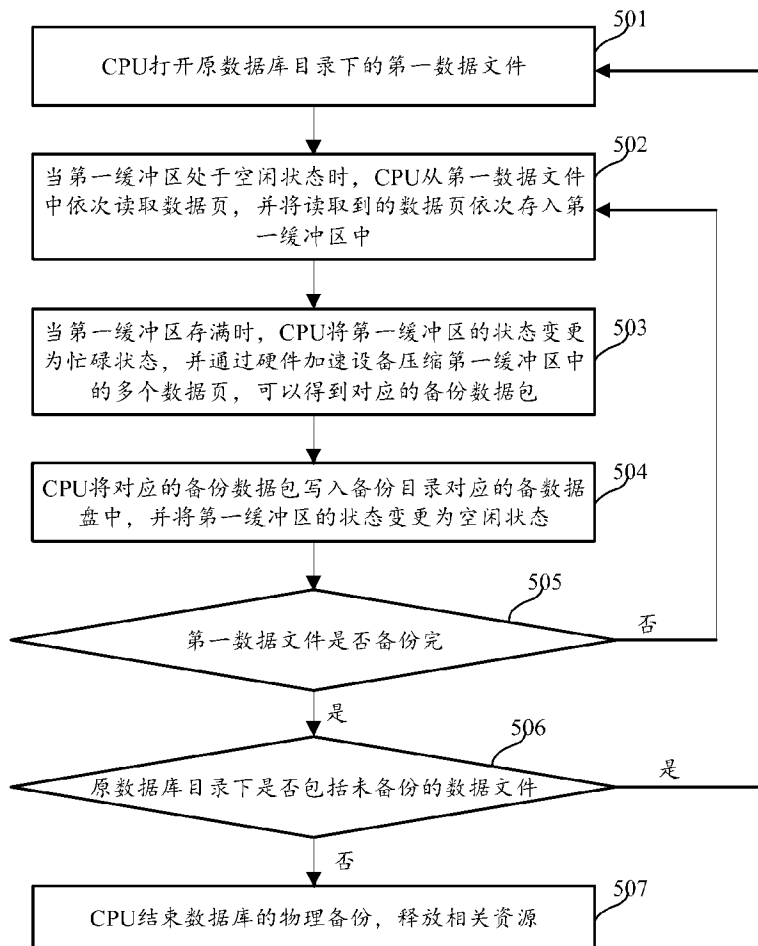 501
CPU打开原数据库目录下的第一数据文件
502
当第一缓冲区处于空闲状态时，CPU从第一数据文件
中依次读取数据页，并将读取到的数据页依次存入第
一缓冲区中
503
当第一缓冲区存满时，CPU将第一缓冲区的状态变更
为忙碌状态，并通过硬件加速设备压缩第一缓冲区中
的多个数据页，可以得到对应的备份数据包
504
CPU将对应的备份数据包写入备份目录对应的备数据
盘中，并将第一缓冲区的状态变更为空闲状态
505
第一数据文件是否备份完
否
是
506
原数据库目录下是否包括未备份的数据文件
是
否
507
CPU结束数据库的物理备份，释放相关资源